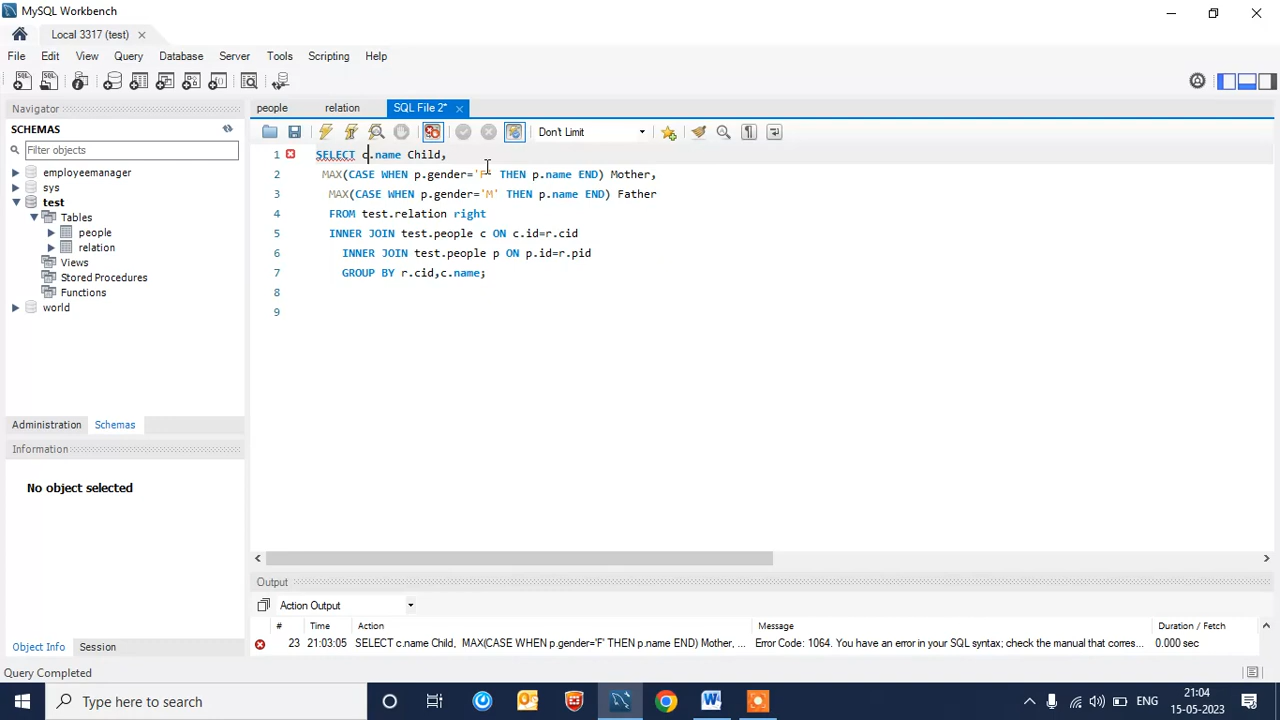 MySQL Workbench
Local 3317 (test)
File Edit View Query Database Server Tools Scripting Help
Navigator
people relation SQL File 2*
SCHEMAS
Don't Limit
Filter objects
employeemanager
sys
test
Tables
people
relation
Views
Stored Procedures
Functions
world
1 SELECT c.name Child,
2 MAX(CASE WHEN p.gender='F' THEN p.name END) Mother,
3 MAX(CASE WHEN p.gender='M' THEN p.name END) Father
4 FROM test.relation right
5 INNER JOIN test.people c ON c.id=r.cid
6 INNER JOIN test.people p ON p.id=r.pid
7 GROUP BY r.cid,c.name;
8
9
Administration Schemas
Information
No object selected
Output
Action Output
# Time Action Message Duration / Fetch
23 21:03:05 SELECT c.name Child, MAX(CASE WHEN p.gender='F' THEN p.name END) Mother, ... Error Code: 1064. You have an error in your SQL syntax; check the manual that corres... 0.000 sec
Object Info Session
Query Completed
Type here to search
ENG
21:04
15-05-2023